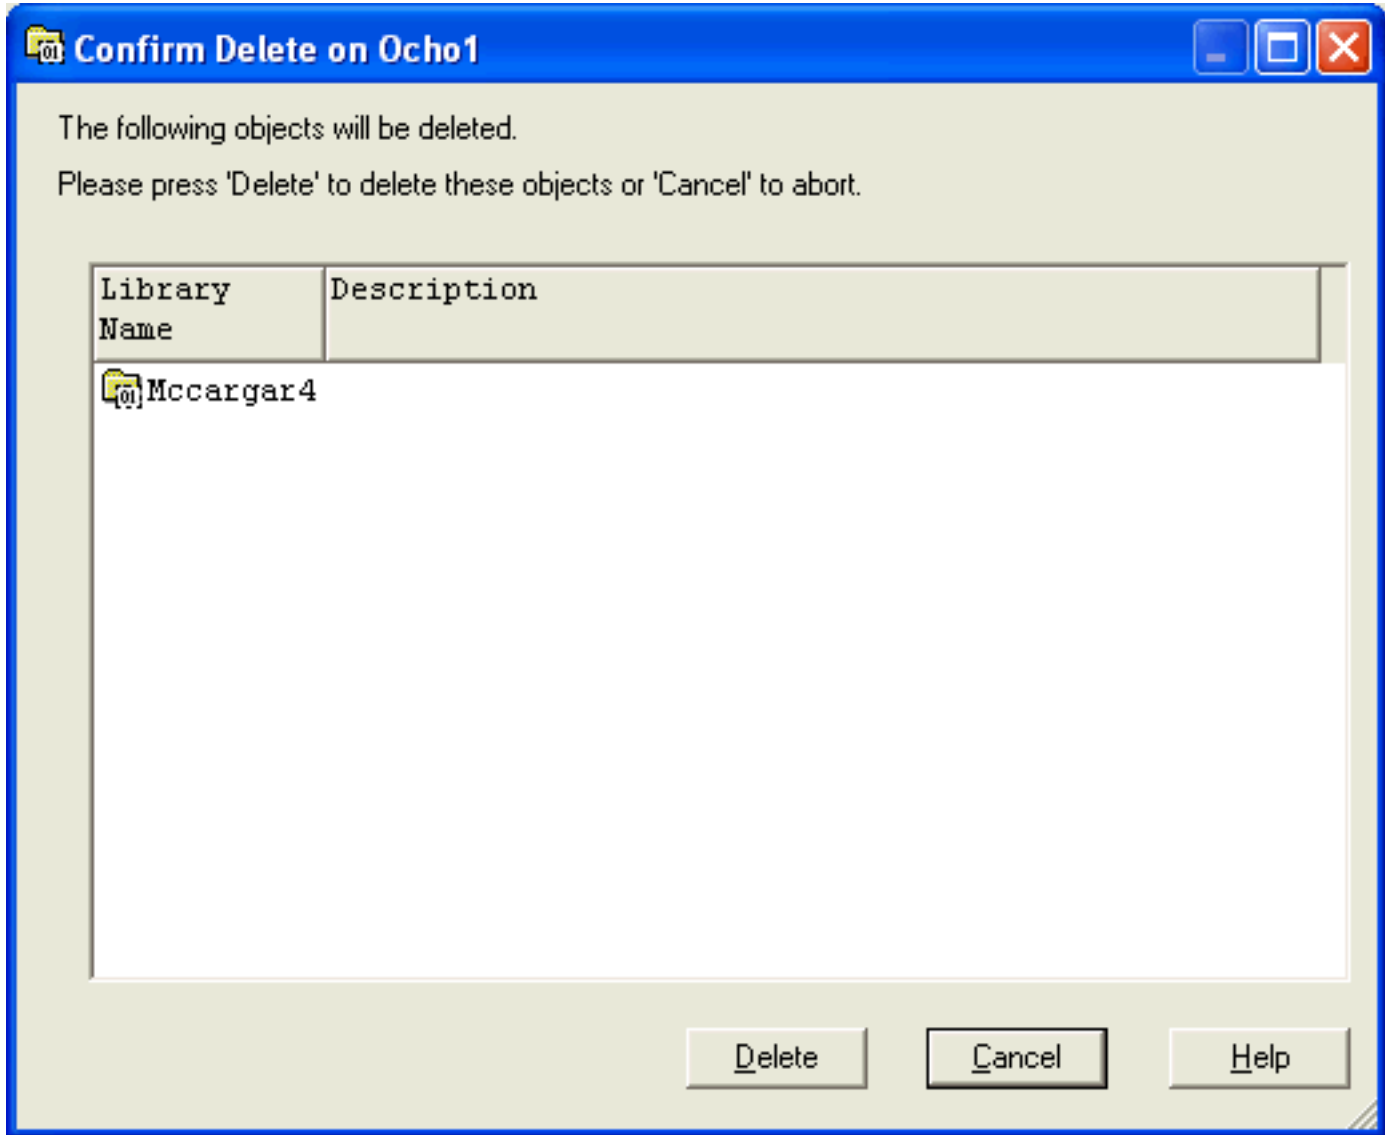 Confirm Delete on Ocho1
The following objects will be deleted.
Please press 'Delete' to delete these objects or 'Cancel' to abort.
Library Description
Name
Mccargar4
Delete Cancel Help